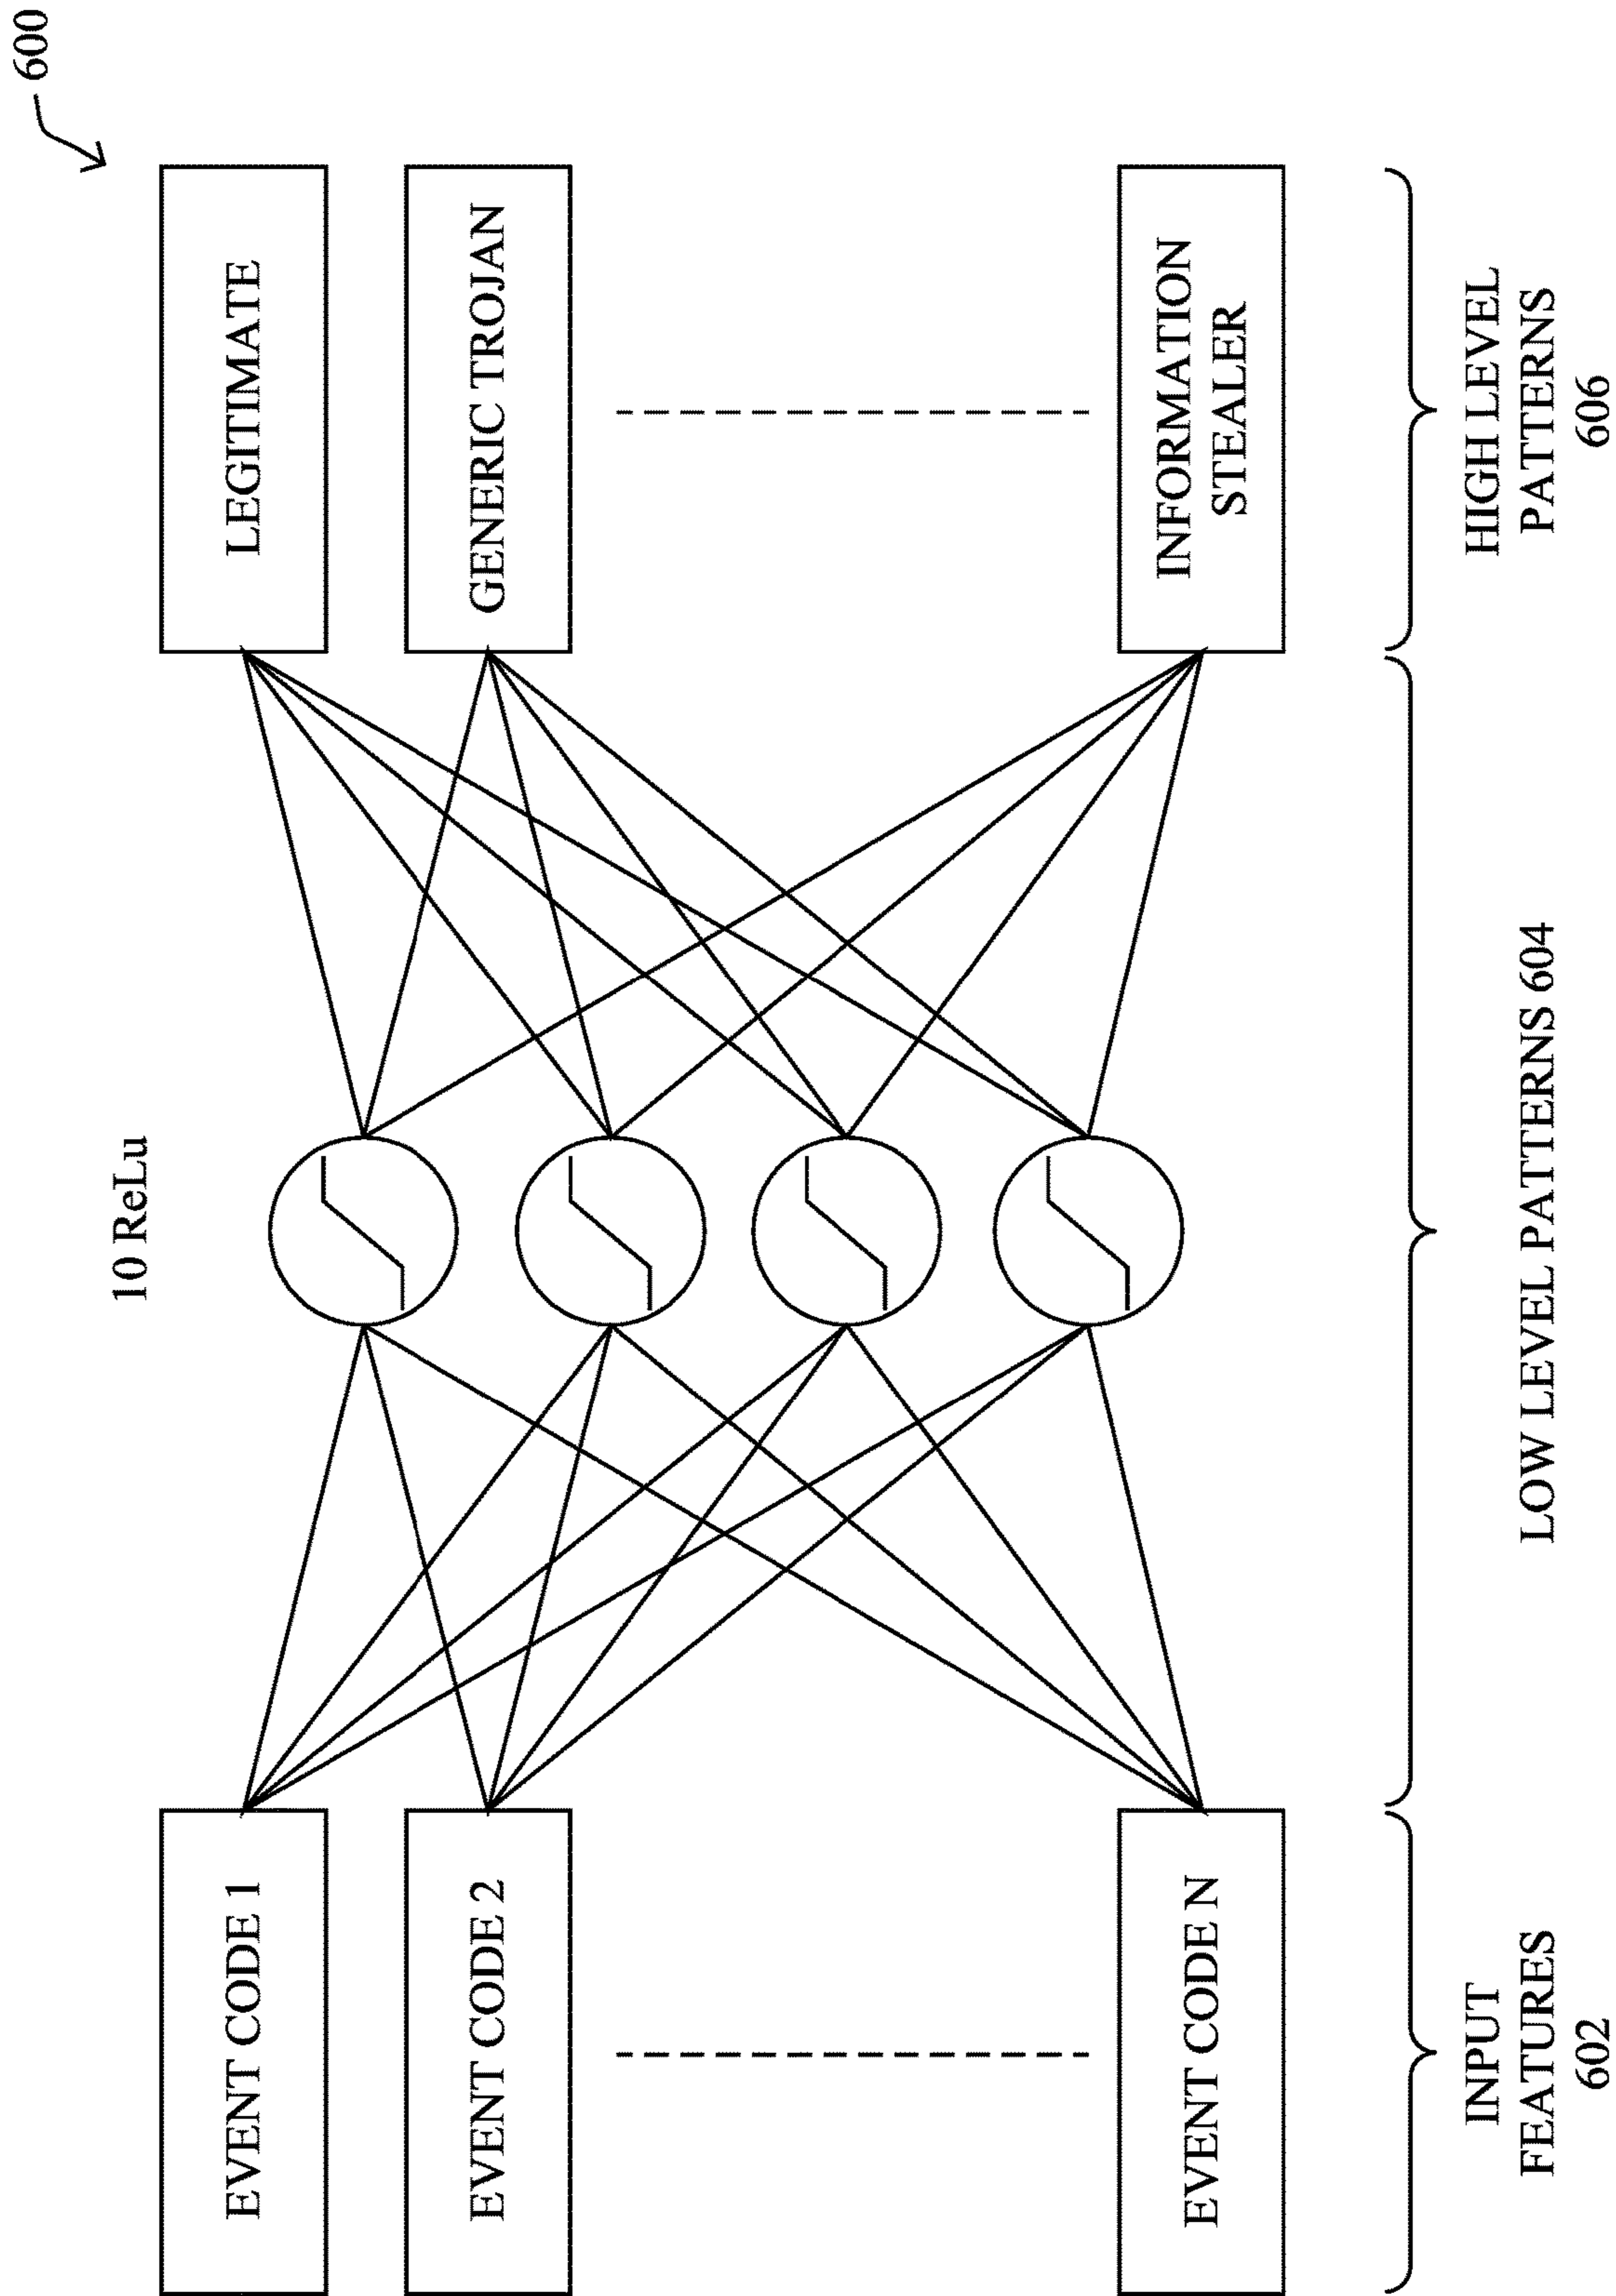 600
10 ReLu
EVENT CODE 1
EVENT CODE 2
EVENT CODE N
LEGITIMATE
GENERIC TROJAN
INFORMATION
STEALER
INPUT
FEATURES
602
LOW LEVEL PATTERNS 604
HIGH LEVEL
PATTERNS
606